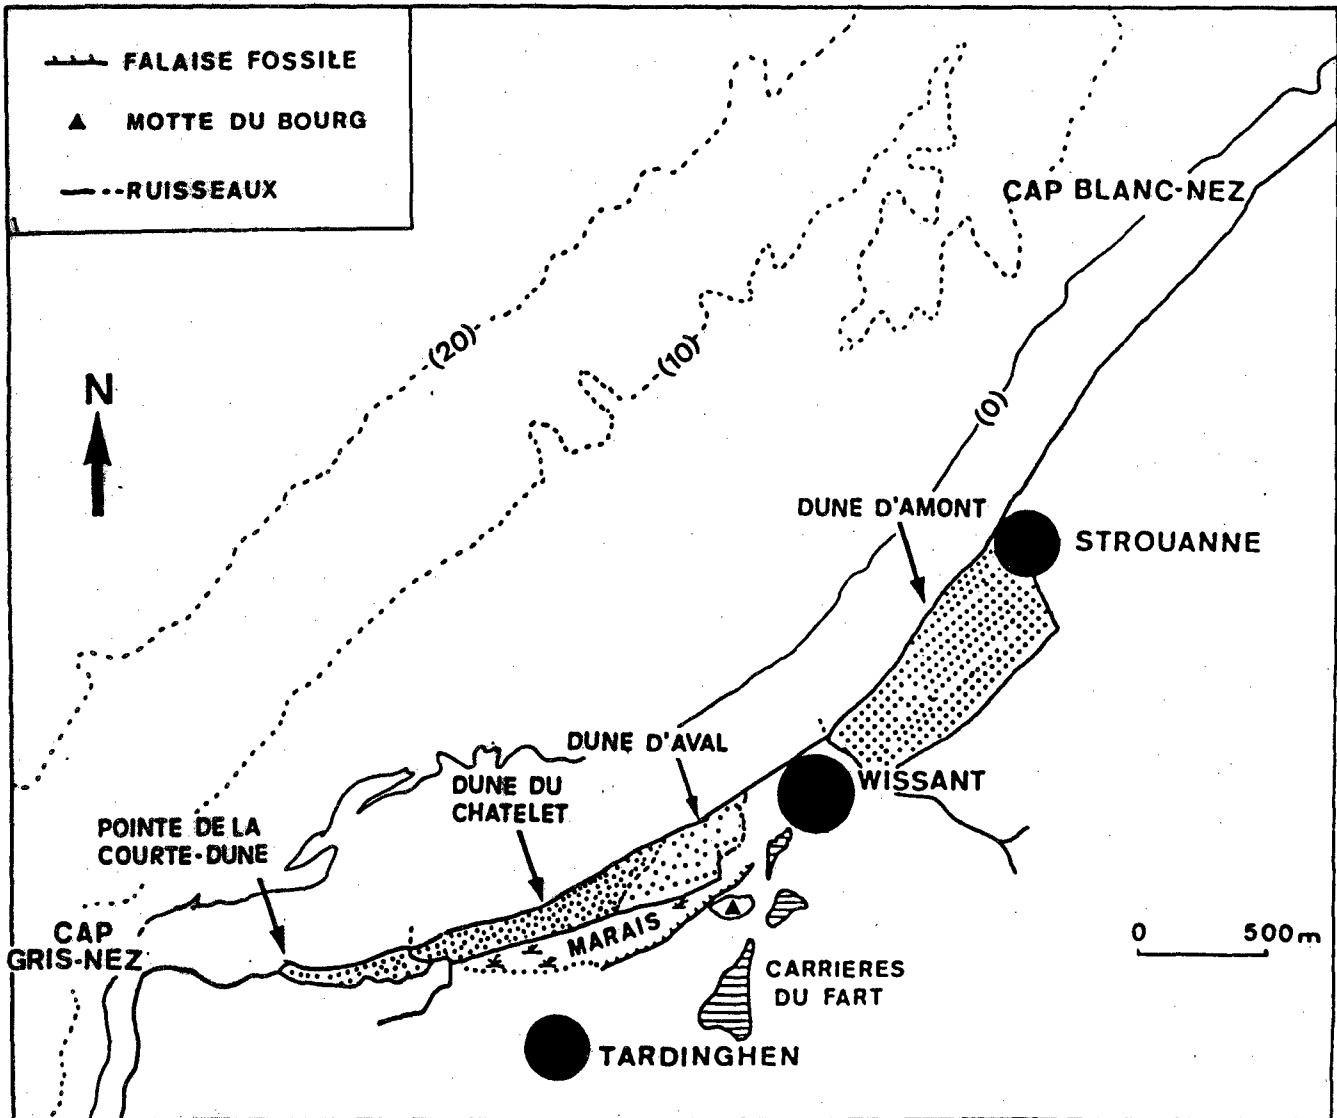 FALAISE FOSSILE
MOTTE DU BOURG
RUISSEAUX
CAP BLANC-NEZ
(20)
(10)
N
(0)
DUNE D'AMONT
STROUANNE
DUNE D'AVAL
WISSANT
DUNE DU
CHATELET
POINTE DE LA
COURTE-DUNE
MARAIS
CAP
GRIS-NEZ
0 500m
CARRIERES
DU FART
TARDINGHEN